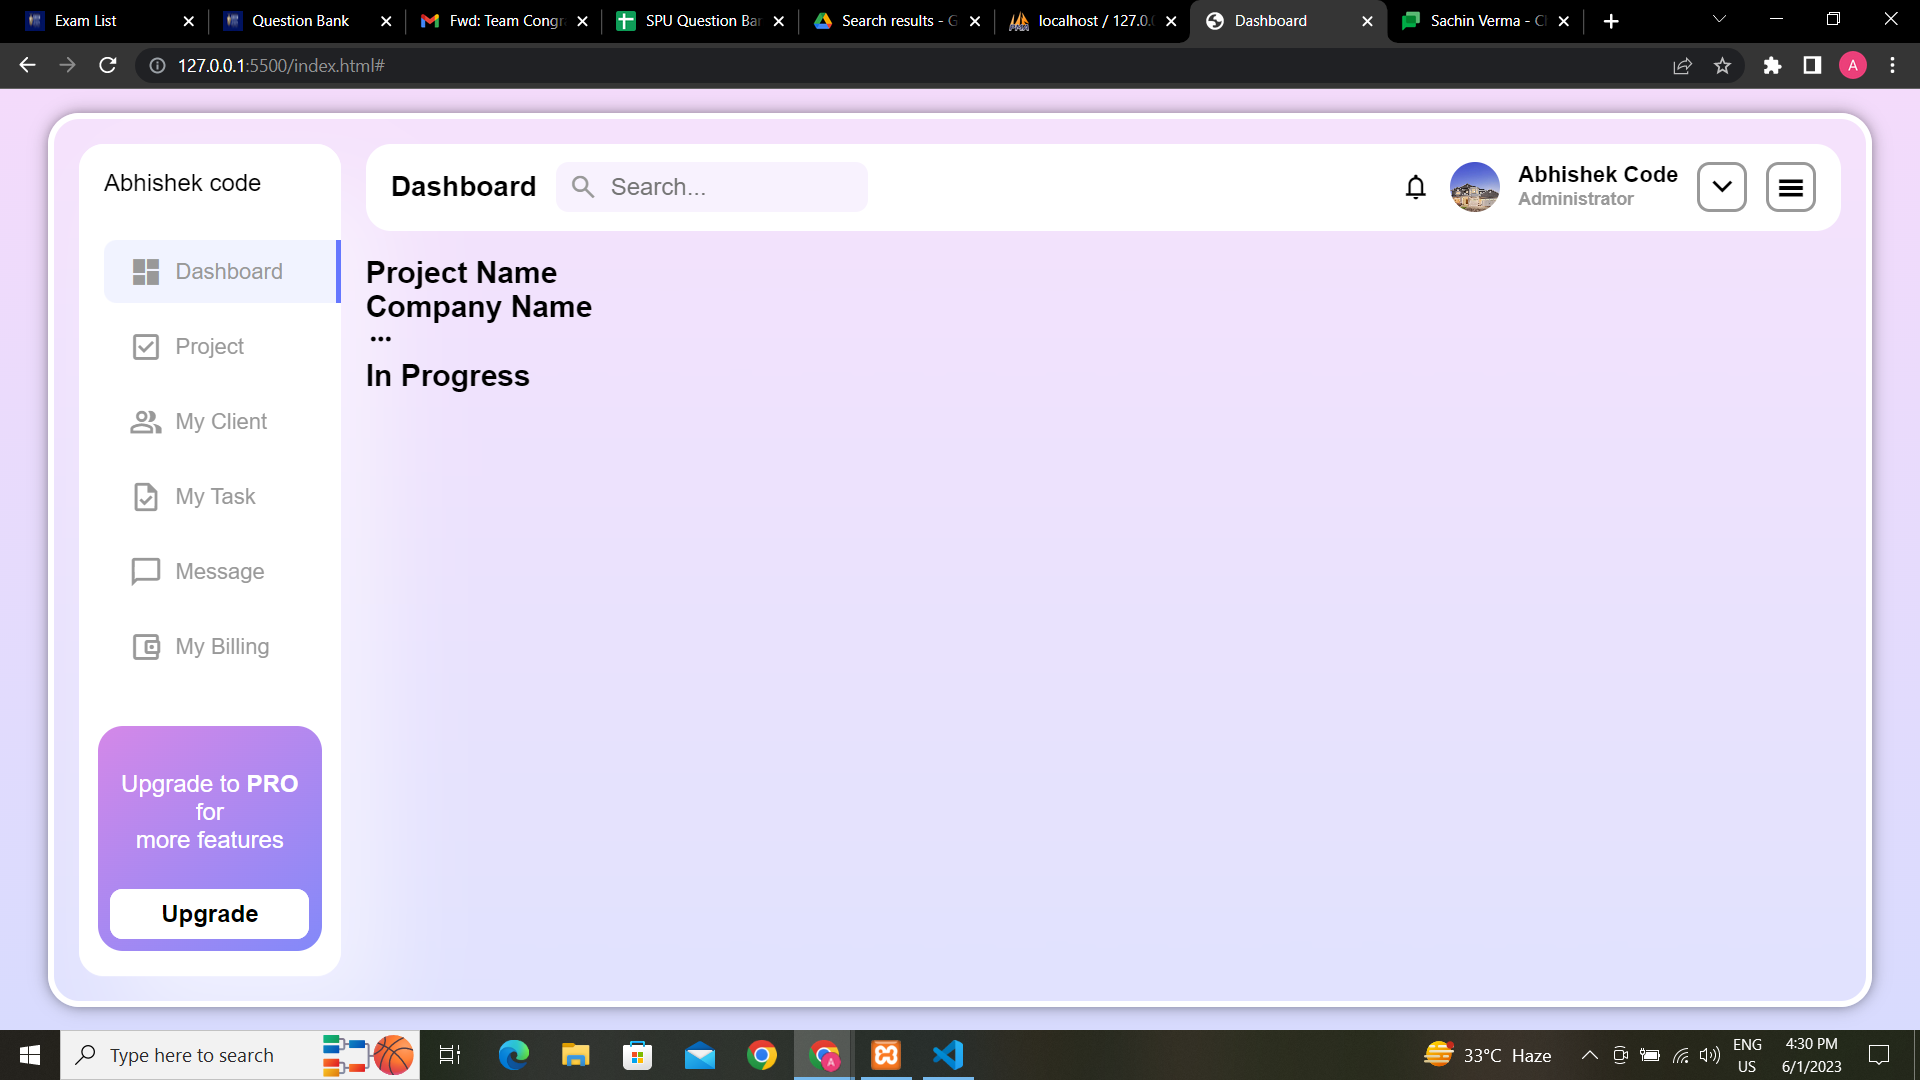 Exam List
Question Bank
Fwd: Team Congr
SPU Question Ban
Search results - G
localhost / 127.0.0
Dashboard
Sachin Verma - Ch
127.0.0.1:5500/index.html#
A
Abhishek code
Dashboard
Project
My Client
My Task
Message
My Billing
Upgrade to PRO
for
more features
Upgrade
Dashboard
Search...
Abhishek Code
Administrator
Project Name
Company Name
...
In Progress
Type here to search
33°C Haze
ENG
US
4:30 PM
6/1/2023